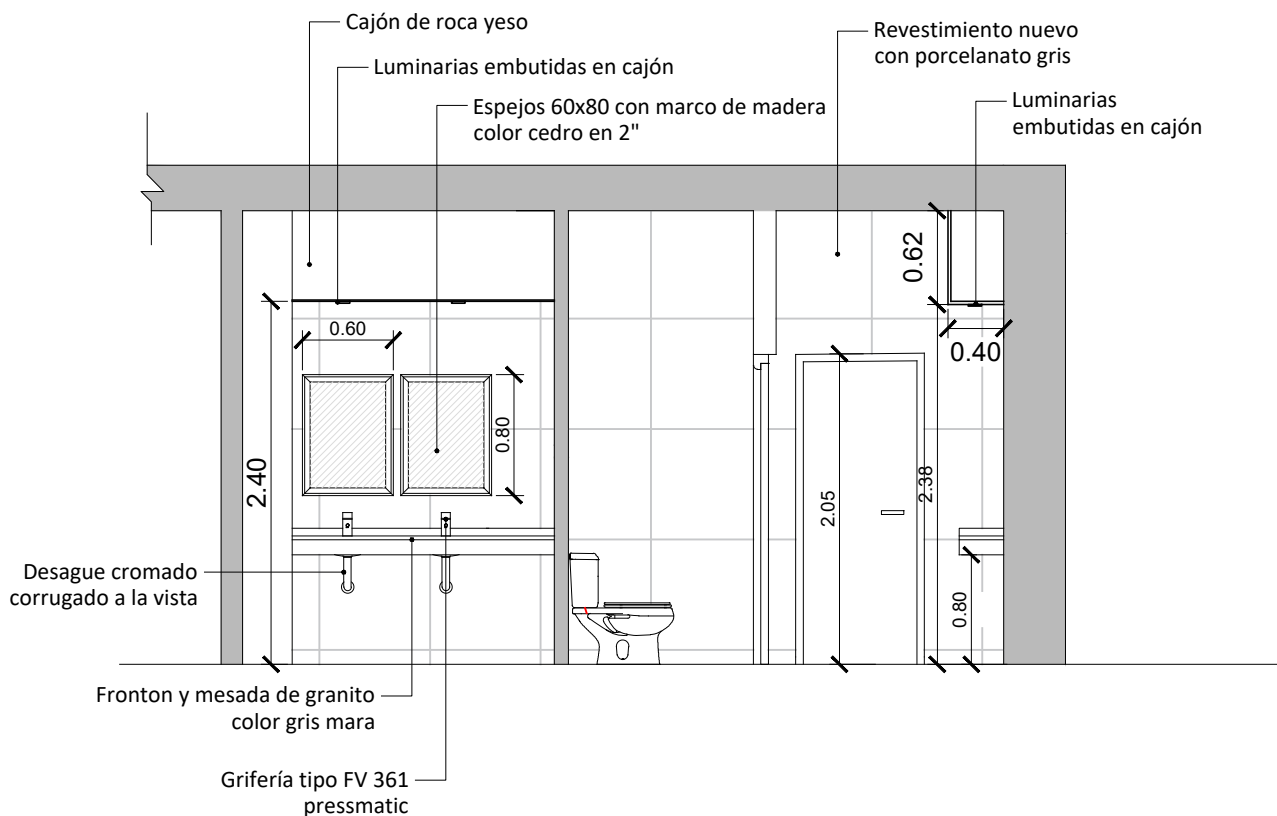 Cajón de roca yeso
Revestimiento nuevo
con porcelanato gris
Luminarias embutidas en cajón
Espejos 60x80 con marco de madera
color cedro en 2"
Luminarias
embutidas en cajón
0.62
0.60
0.40
0.80
2.40
2.38
2.05
0.80
Desague cromado
corrugado a la vista
Fronton y mesada de granito
color gris mara
Grifería tipo FV 361
pressmatic